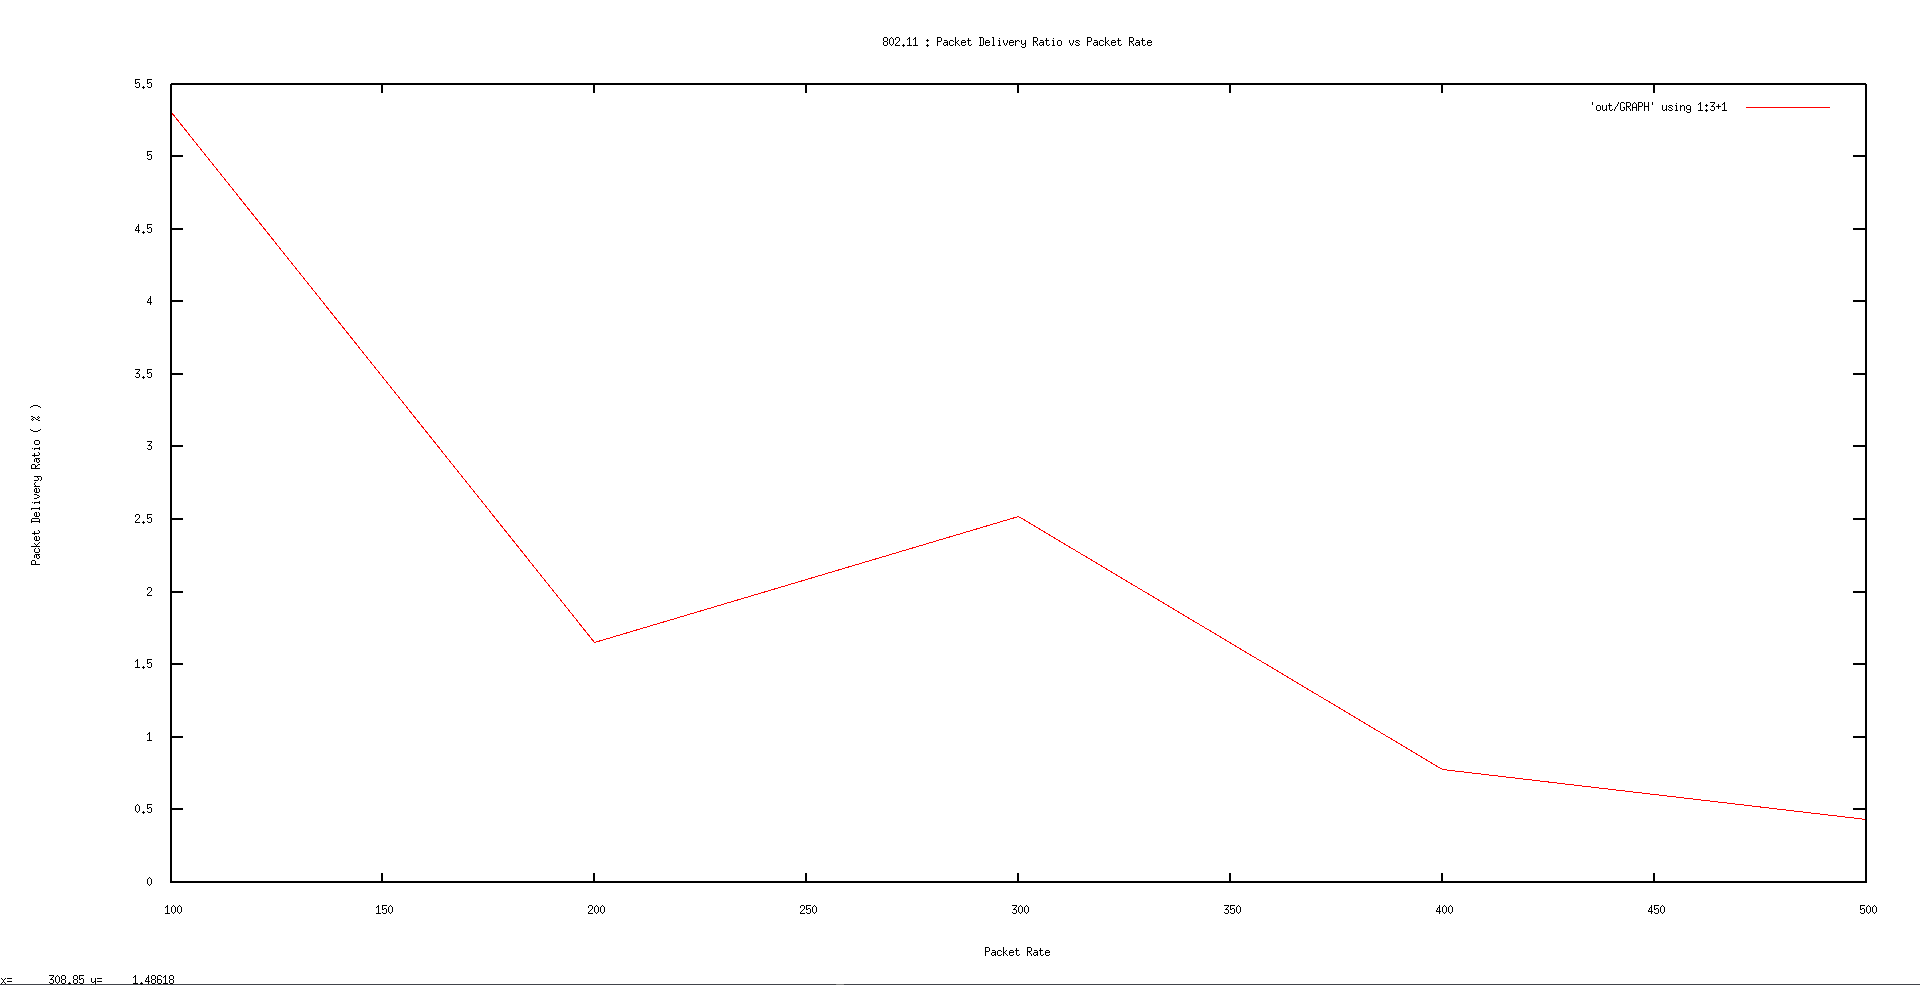 802.11 : Packet Delivery Ratio vs Packet Rate
'out/GRAPH' using 1:3+1
5.5
5
4.5
4
3.5
3
2.5
2
1.5
1
0.5
0
Packet Delivery Ratio ( % )
100 150 200 250 300 350 400 450 500
Packet Rate
x= 308.85 y= 1.48618